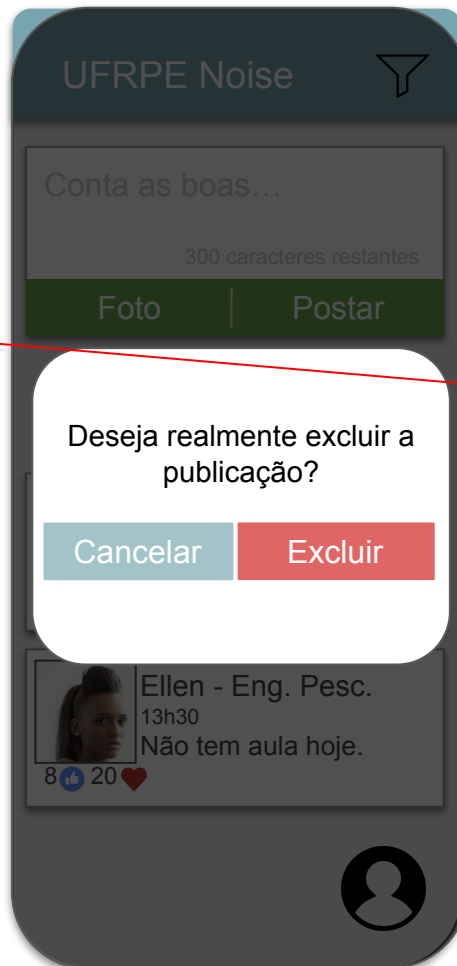 UFRPE Noise
Conta as boas...
300 caracteres restantes
Foto
Postar
Deseja realmente excluir a
publicação?
Cancelar
Excluir
Ellen - Eng. Pesc.
13h30
Não tem aula hoje.
8 20